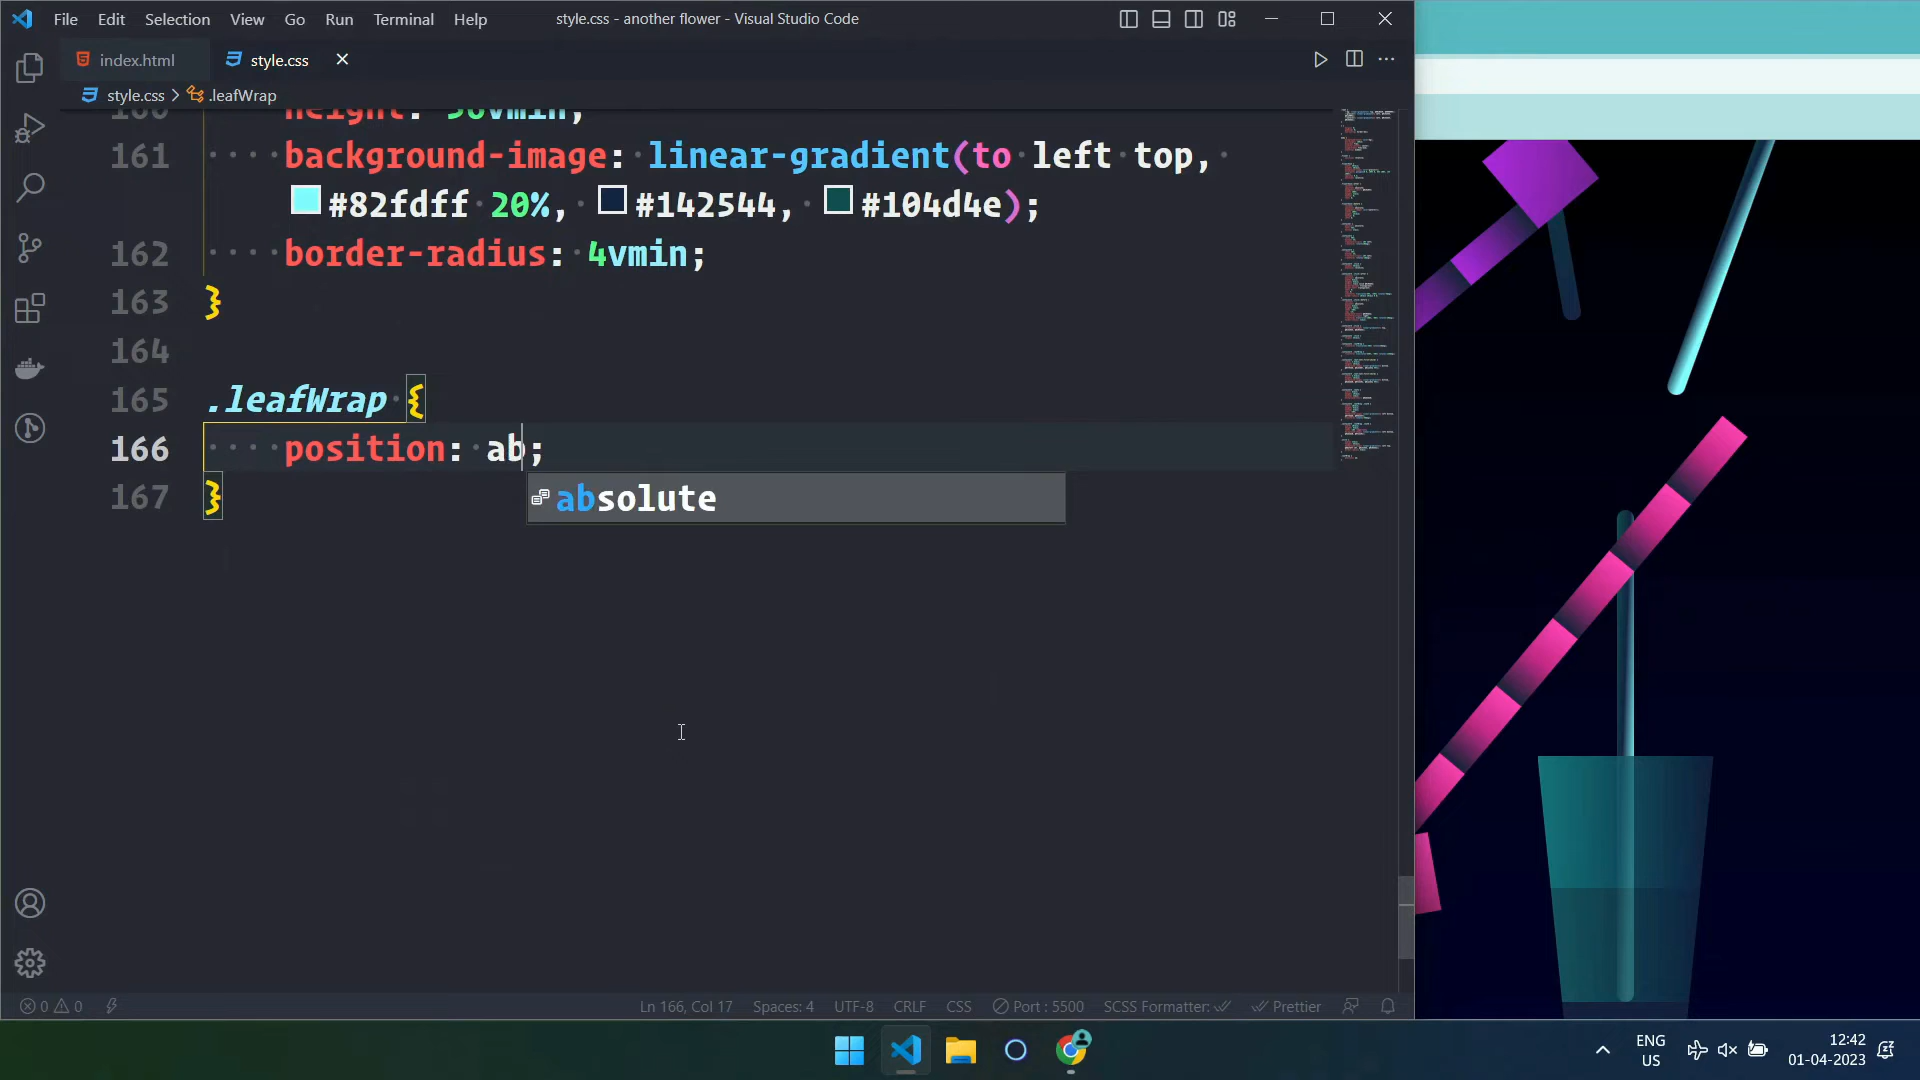 File Edit Selection View Go Run Terminal Help
style.css - another flower - Visual Studio Code
index.html
style.css
style.css > .leafWrap
160 height: 50vmin;
161 background-image: linear-gradient(to left top,
#82fdff 20%, #142544, #104d4e);
162 border-radius: 4vmin;
163 }
164
165 .leafWrap {
166 position: ab;
167 }
absolute
0 0
Ln 166, Col 17 Spaces: 4 UTF-8 CRLF CSS Port : 5500 SCSS Formatter: Prettier
ENG
US
12:42
01-04-2023